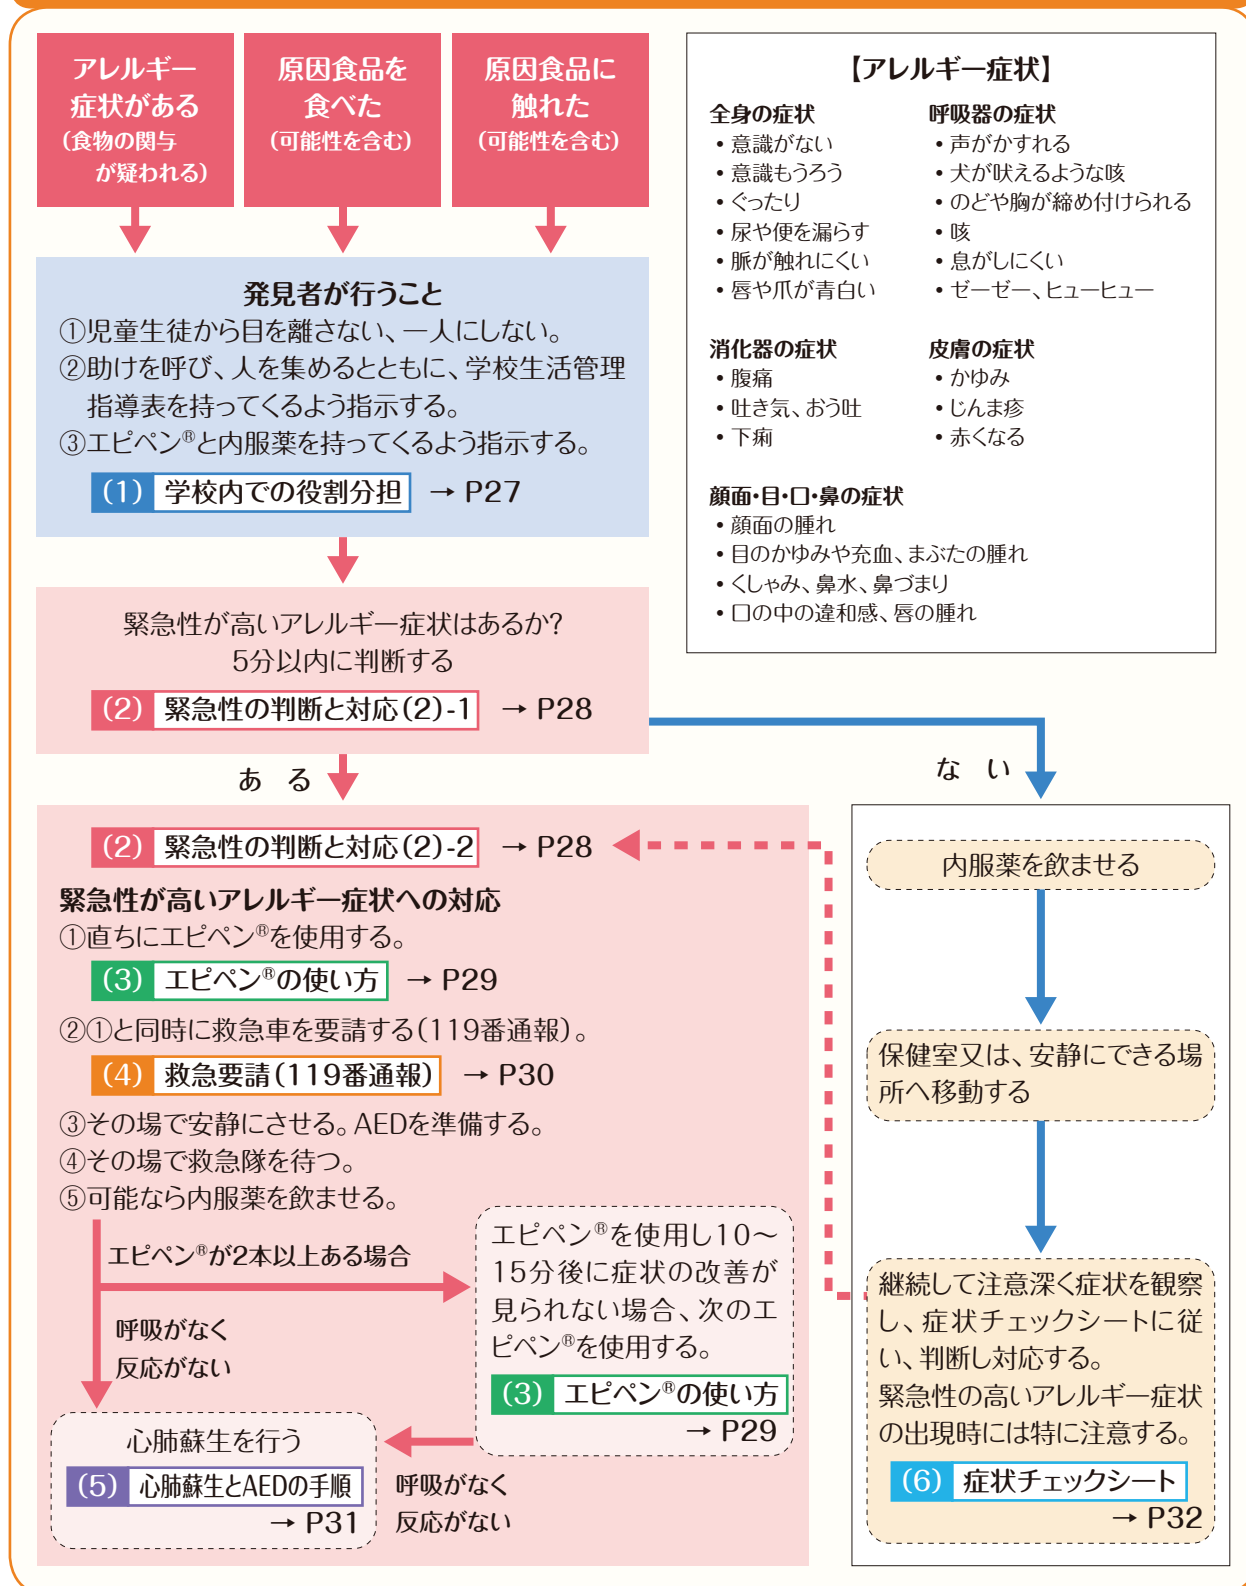 アレルギー
症状がある
(食物の関与
が疑われる)
原因食品を
食べた
(可能性を含む)
原因食品に
触れた
(可能性を含む)
【アレルギー症状】
全身の症状
・意識がない
・意識もうろう
・ぐったり
・尿や便を漏らす
・脈が触れにくい
・唇や爪が青白い
呼吸器の症状
・声がかすれる
・犬が吠えるような咳
・のどや胸が締め付けられる
・咳
・息がしにくい
・ゼーゼー、ヒューヒュー
消化器の症状
・腹痛
・吐き気、おう吐
・下痢
皮膚の症状
・かゆみ
・じんま疹
・赤くなる
顔面・目・口・鼻の症状
・顔面の腫れ
・目のかゆみや充血、まぶたの腫れ
・くしゃみ、鼻水、鼻づまり
・口の中の違和感、唇の腫れ
発見者が行うこと
①児童生徒から目を離さない、一人にしない。
②助けを呼び、人を集めるとともに、学校生活管理
指導表を持ってくるよう指示する。
③エピペン®と内服薬を持ってくるよう指示する。
(1) 学校内での役割分担 → P27
緊急性が高いアレルギー症状はあるか?
5分以内に判断する
(2) 緊急性の判断と対応(2)-1 → P28
ある
ない
(2) 緊急性の判断と対応(2)-2 → P28
緊急性が高いアレルギー症状への対応
①直ちにエピペン®を使用する。
(3) エピペン®の使い方 → P29
②①と同時に救急車を要請する(119番通報)。
(4) 救急要請(119番通報) → P30
③その場で安静にさせる。AEDを準備する。
④その場で救急隊を待つ。
⑤可能なら内服薬を飲ませる。
エピペン®が2本以上ある場合
呼吸がなく
反応がない
エピペン®を使用し10～
15分後に症状の改善が
見られない場合、次のエ
ピペン®を使用する。
(3) エピペン®の使い方
→ P29
心肺蘇生を行う
(5) 心肺蘇生とAEDの手順
→ P31
呼吸がなく
反応がない
内服薬を飲ませる
保健室又は、安静にできる場
所へ移動する
継続して注意深く症状を観察
し、症状チェックシートに従
い、判断し対応する。
緊急性の高いアレルギー症状
の出現時には特に注意する。
(6) 症状チェックシート
→ P32